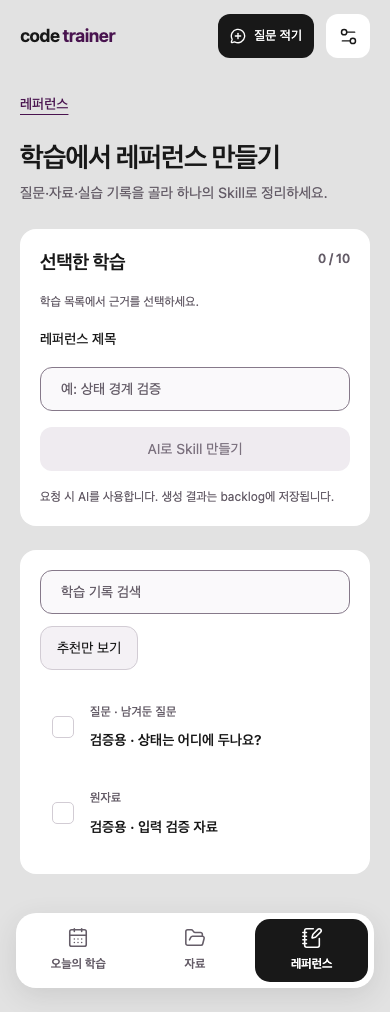 code trainer
질문 적기
레퍼런스
학습에서 레퍼런스 만들기
질문·자료·실습 기록을 골라 하나의 Skill로 정리하세요.
선택한 학습
0 / 10
학습 목록에서 근거를 선택하세요.
레퍼런스 제목
예: 상태 경계 검증
AI로 Skill 만들기
요청 시 AI를 사용합니다. 생성 결과는 backlog에 저장됩니다.
학습 기록 검색
추천만 보기
질문 · 남겨둔 질문
검증용 · 상태는 어디에 두나요?
원자료
검증용 · 입력 검증 자료
오늘의 학습
자료
레퍼런스